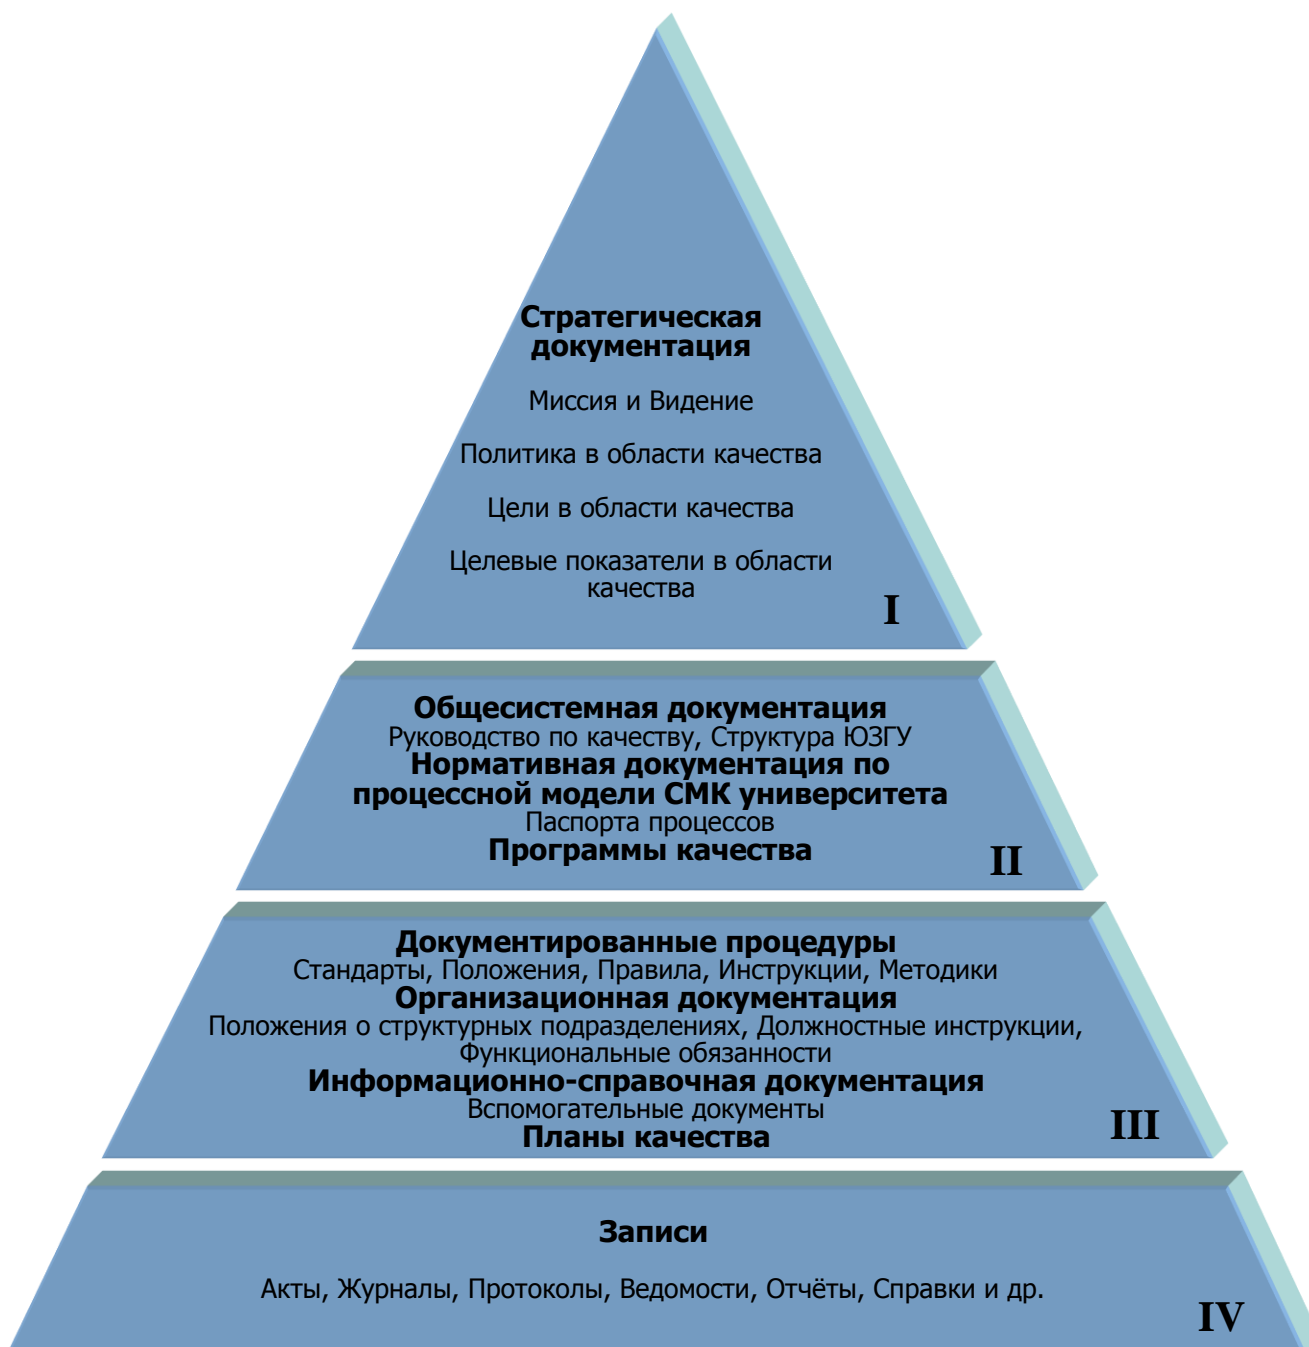 Стратегическая
документация
Миссия и Видение
Политика в области качества
Цели в области качества
Целевые показатели в области
качества
I
Общесистемная документация
Руководство по качеству, Структура ЮЗГУ
Нормативная документация по
процессной модели СМК университета
Паспорта процессов
Программы качества
II
Документированные процедуры
Стандарты, Положения, Правила, Инструкции, Методики
Организационная документация
Положения о структурных подразделениях, Должностные инструкции,
Функциональные обязанности
Информационно-справочная документация
Вспомогательные документы
Планы качества
III
Записи
Акты, Журналы, Протоколы, Ведомости, Отчёты, Справки и др.
IV